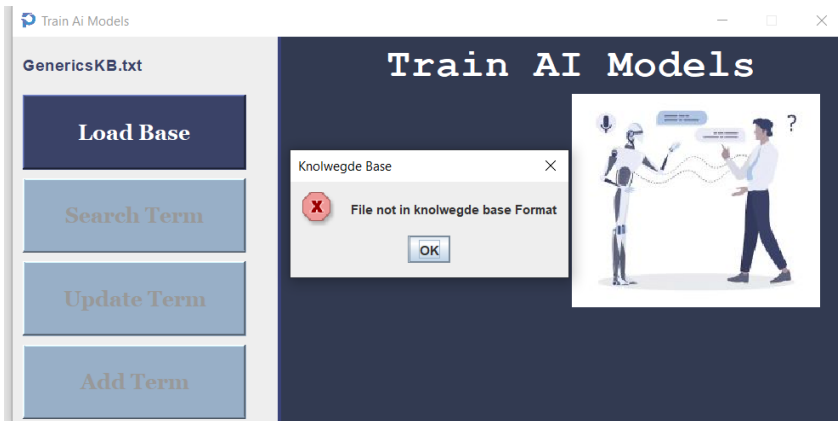 Train Ai Models
GenericsKB.txt
Train AI Models
Load Base
Search Term
Update Term
Add Term
Knolwegde Base
File not in knolwegde base Format
OK
?